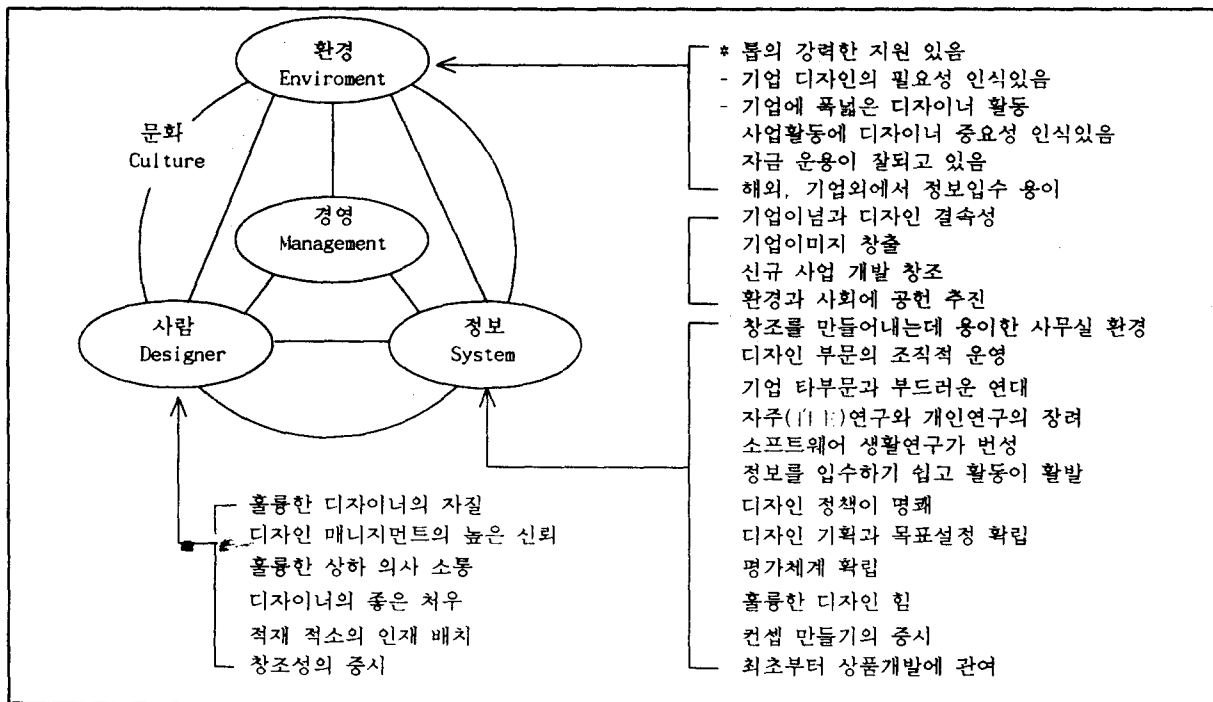 환경
Enviroment
문화
Culture
경영
Management
사람
Designer
정보
System
* 톱의 강력한 지원 있음
- 기업 디자인의 필요성 인식있음
- 기업에 폭넓은 디자이너 활동
사업활동에 디자이너 중요성 인식있음
자금 운용이 잘되고 있음
해외, 기업외에서 정보입수 용이
기업이념과 디자인 결속성
기업이미지 창출
신규 사업 개발 창조
환경과 사회에 공헌 추진
창조를 만들어내는데 용이한 사무실 환경
디자인 부문의 조직적 운영
기업 타부문과 부드러운 연대
자주( )연구와 개인연구의 장려
소프트웨어 생활연구가 번성
정보를 입수하기 쉽고 활동이 활발
디자인 정책이 명쾌
디자인 기획과 목표설정 확립
평가체계 확립
훌륭한 디자인 힘
컨셉 만들기의 중시
최초부터 상품개발에 관여
훌륭한 디자이너의 자질
디자인 매니지먼트의 높은 신뢰
훌륭한 상하 의사 소통
디자이너의 좋은 처우
적재 적소의 인재 배치
창조성의 중시